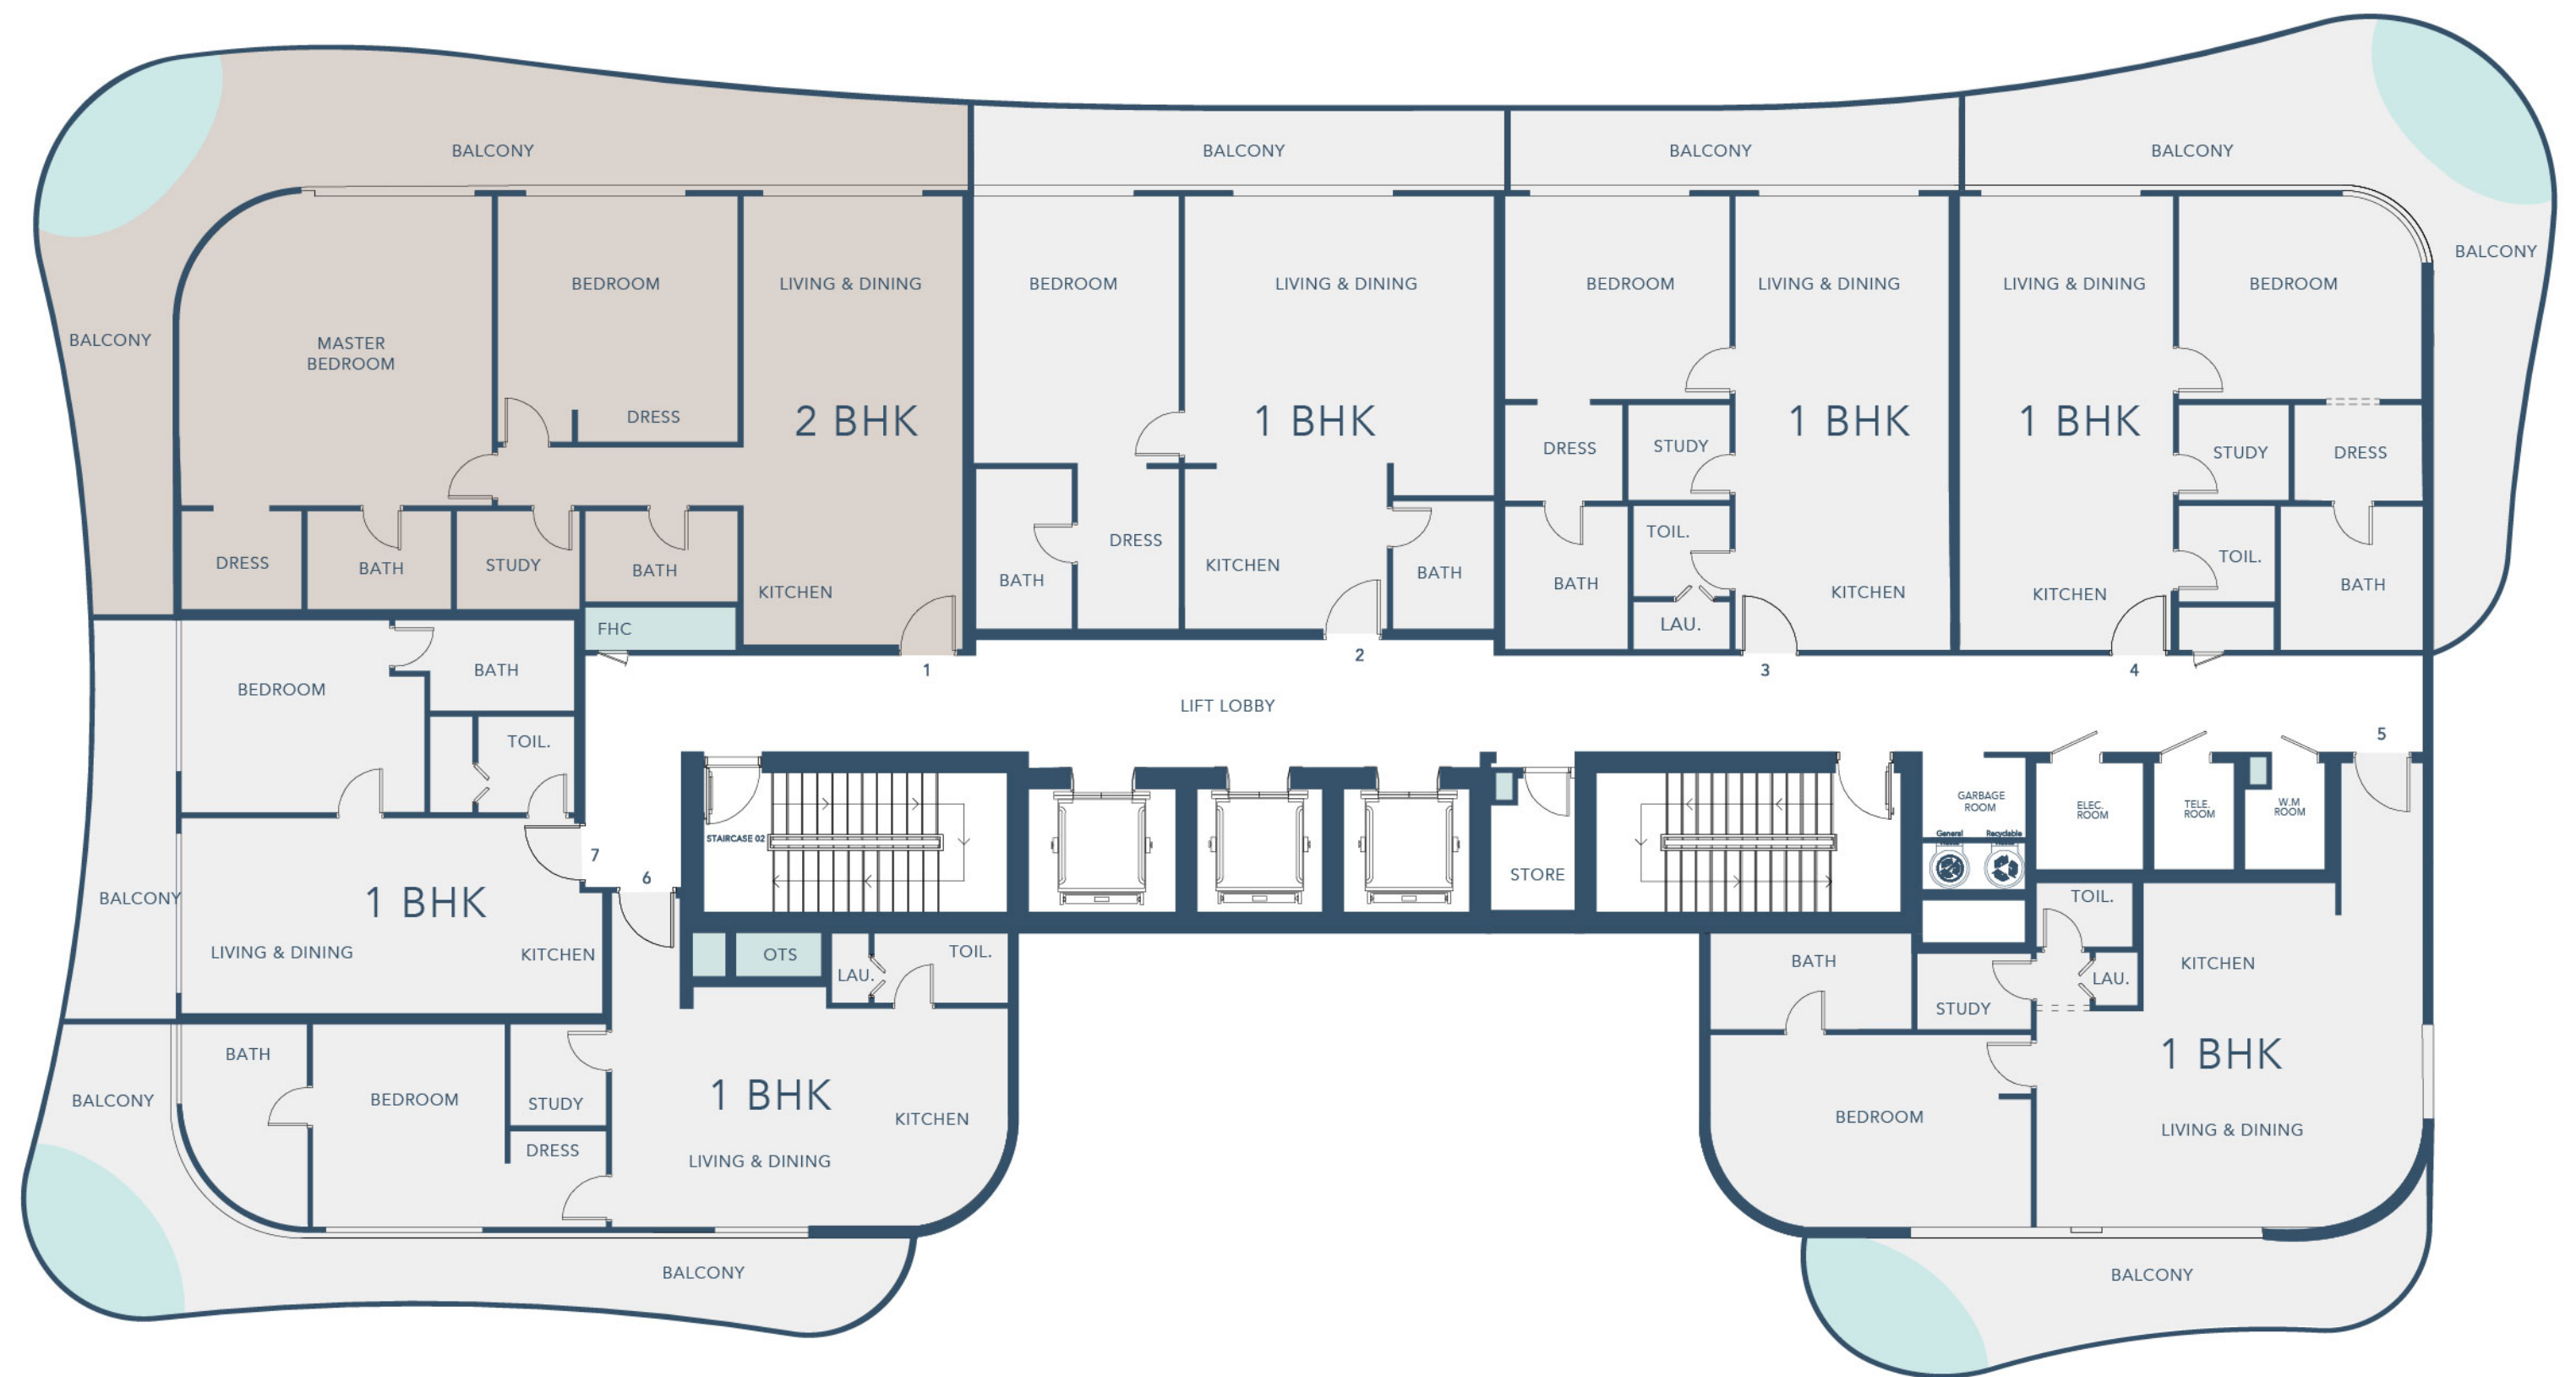 BALCONY
BALCONY
BALCONY
BALCONY
BALCONY
BEDROOM
LIVING & DINING
BEDROOM
LIVING & DINING
BEDROOM
LIVING & DINING
LIVING & DINING
BEDROOM
BALCONY
MASTER
BEDROOM
DRESS
2 BHK
1 BHK
1 BHK
1 BHK
DRESS
STUDY
STUDY
DRESS
DRESS
BATH
STUDY
BATH
KITCHEN
BATH
DRESS
KITCHEN
BATH
TOIL.
BATH
KITCHEN
KITCHEN
TOIL.
BATH
FHC
LAU.
1
2
3
4
BEDROOM
BATH
LIFT LOBBY
TOIL.
5
STAIRCASE 02
GARBAGE
ROOM
General
Recyclable
ELEC.
ROOM
TELE.
ROOM
W.M
ROOM
7
6
STORE
BALCONY
1 BHK
LIVING & DINING
KITCHEN
OTS
LAU.
TOIL.
TOIL.
BATH
KITCHEN
LAU.
STUDY
BATH
BALCONY
BEDROOM
STUDY
DRESS
1 BHK
KITCHEN
LIVING & DINING
1 BHK
BEDROOM
LIVING & DINING
BALCONY
BALCONY